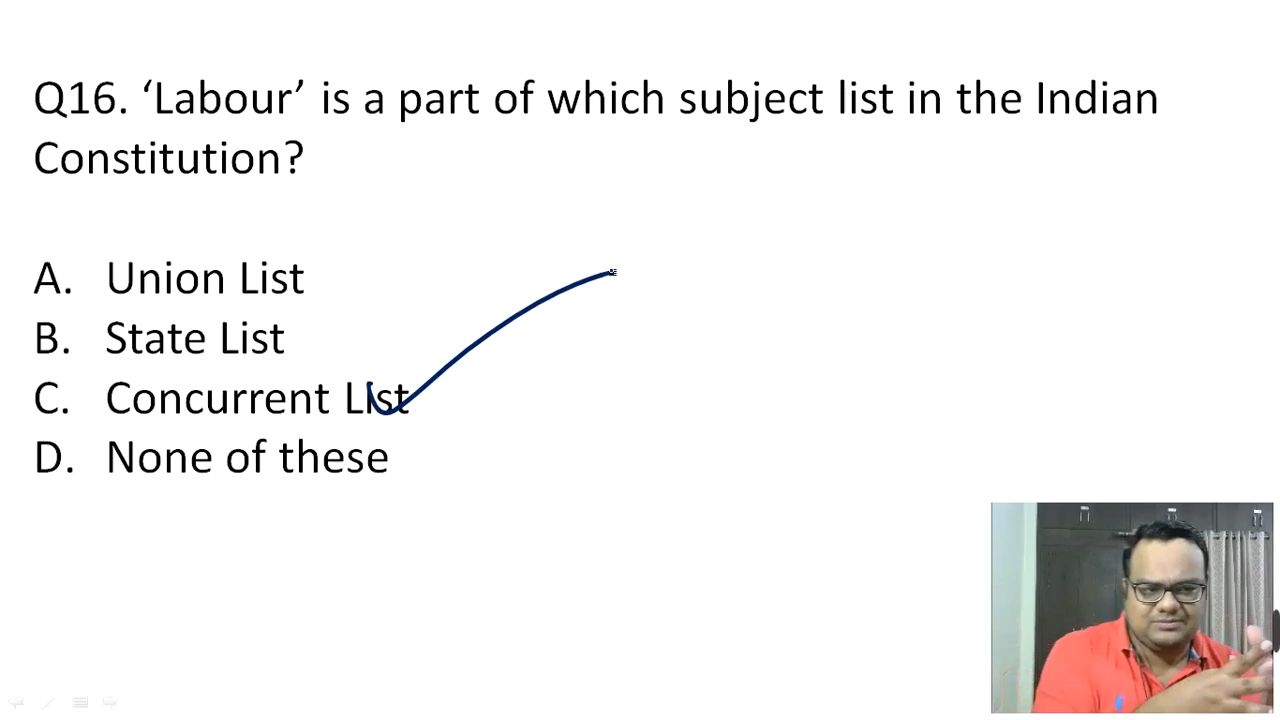 Q16. ‘Labour’ is a part of which subject list in the Indian
Constitution?
A. Union List
B. State List
C. Concurrent List
D. None of these